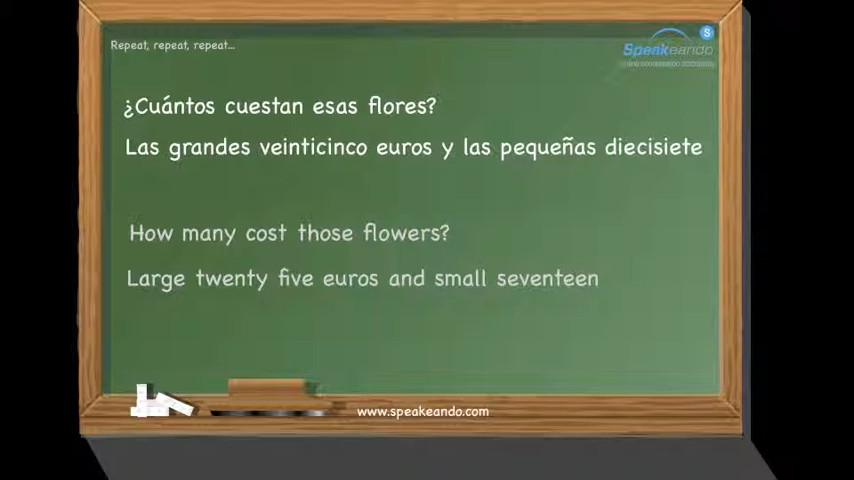 Repeat, repeat, repeat...
Speakeando
¿Cuántos cuestan esas flores?
Las grandes veinticinco euros y las pequeñas diecisiete
How many cost those flowers?
Large twenty five euros and small seventeen
www.speakeando.com